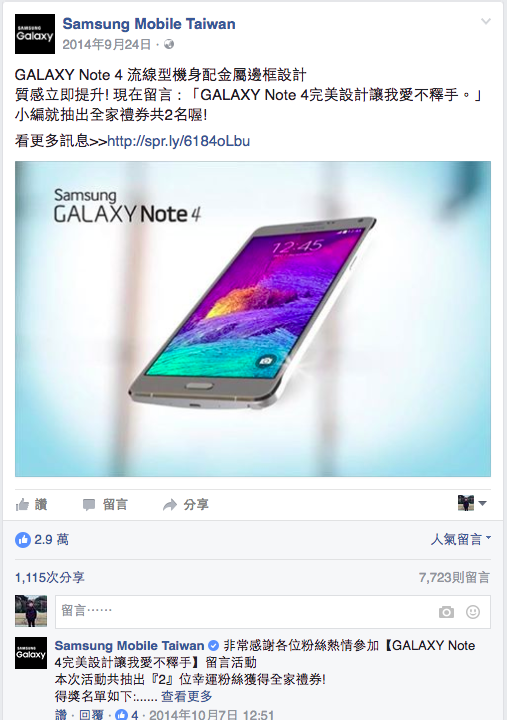 SAMSUNG
Galaxy
Samsung Mobile Taiwan
2014年9月24日 ·
GALAXY Note 4 流線型機身配金屬邊框設計
質感立即提升! 現在留言 : 「GALAXY Note 4完美設計讓我愛不釋手。」
小編就抽出全家禮券共2名喔!
看更多訊息>>http://spr.ly/6184oLbu
Samsung
GALAXY Note 4
12:45
讚 留言 分享
2.9 萬 人氣留言
1,115次分享 7,723則留言
留言⋯⋯
SAMSUNG
Galaxy
Samsung Mobile Taiwan 非常感謝各位粉絲熱情參加【GALAXY Note
4完美設計讓我愛不釋手】留言活動
本次活動共抽出『2』位幸運粉絲獲得全家禮券!
得獎名單如下:...... 查看更多
讚 · 回覆 · 4 · 2014年10月7日 12:51